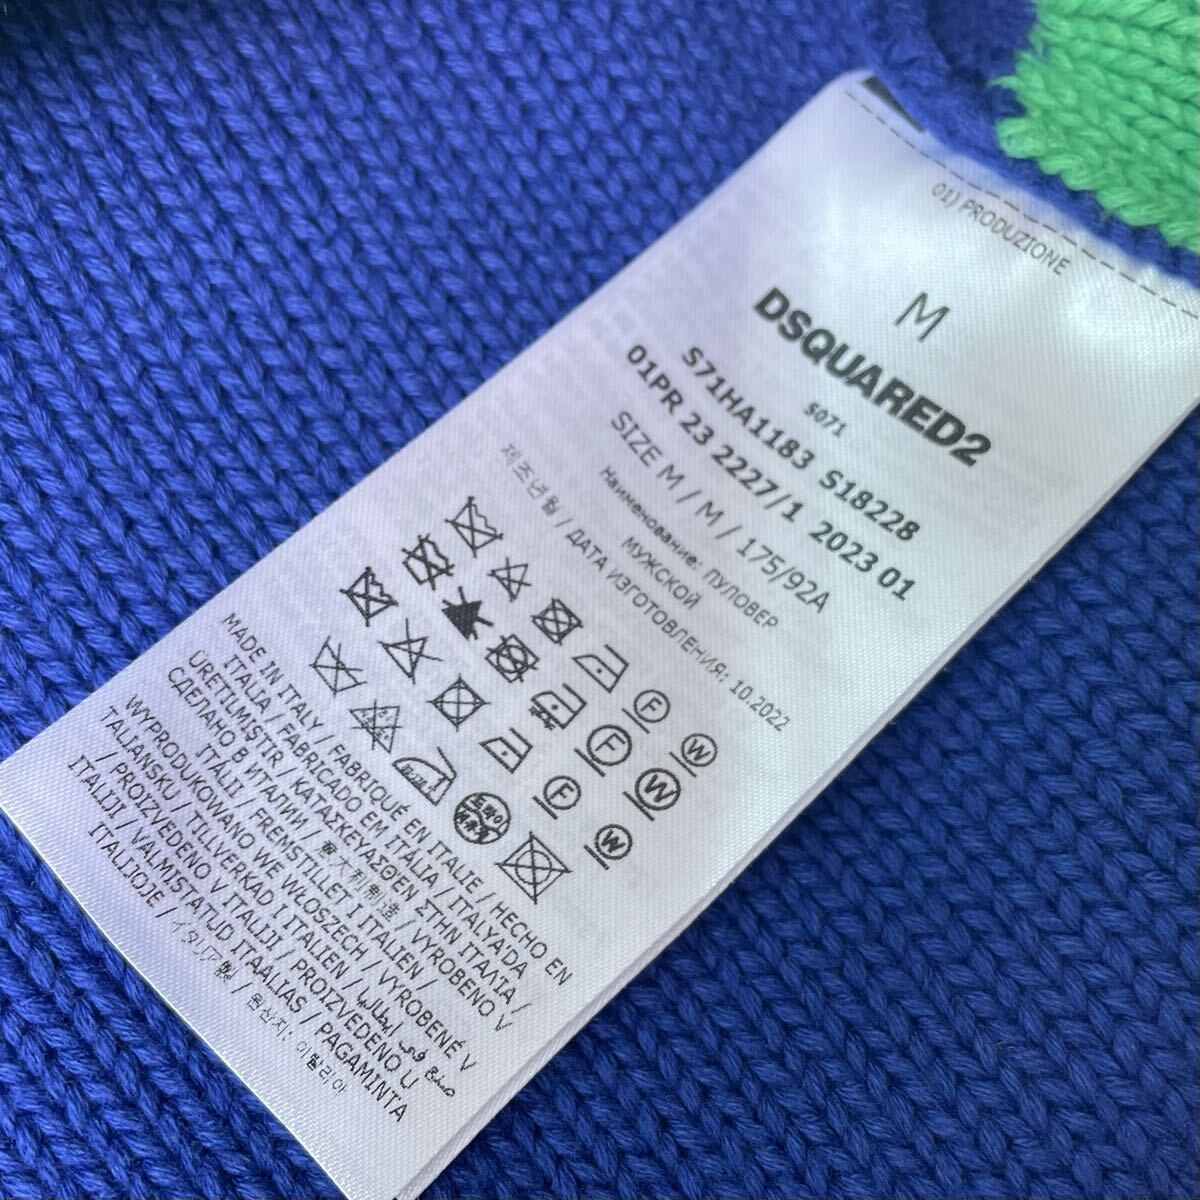 01) PRODUZIONE
M
DSQUARED2
S071
S71HA1183 S18228
01PR 23 2227/1 2023 01
SIZE M / M / 175/92A
Наименование: ПУЛОВЕР
МУЖСКОЙ
제조년월 / ДАТА ИЗГОТОВЛЕНИЯ: 10.2022
F W
F W
F W
MADE IN ITALY / FABRIQUÉ EN ITALIE / HECHO EN
ITALIA / FABRICADO EM ITÁLIA / ITALYA'DA
ÜRETILMISTIR / ΚΑΤΑΣΚΕΥΑΣΘΕΝ ΣΤΗΝ ΙΤΑΛΊΑ /
СДЕЛАНО В ИТАЛИИ / 意大利制造 / VYROBENO V
ITÁLII / FREMSTILLET I ITALIEN /
WYPRODUKOWANO WE WŁOSZECH / VYROBENÉ V
TALIANSKU / TILLVERKAD I ITALIEN / صنع في إيطاليا
/ PROIZVEDENO V ITALIJI / PROIZVEDENO U
ITALIJI / VALMISTATUD ITAALIAS / PAGAMINTA
ITALIJOJE / イタリア製 / 원산지: 이탈리아